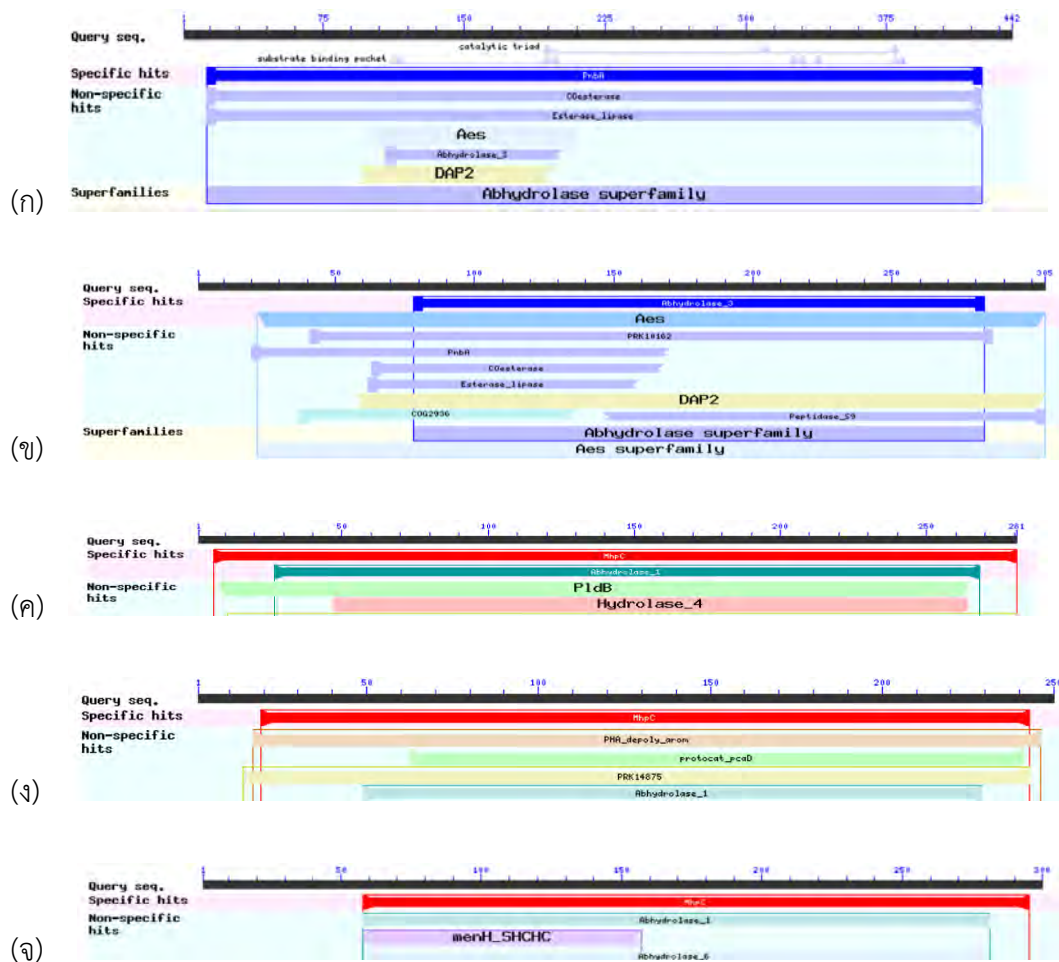 1 75 150 225 300 375 442
Query seq.
catalytic triad
substrate binding pocket
Specific hits PnbA
Non-specific hits COesterase
Esterase_lipase
Aes
Abhydrolase_3
DAP2
Superfamilies Abhydrolase superfamily
(ก)
1 50 100 150 200 250 305
Query seq.
Specific hits Abhydrolase_3
Aes
Non-specific hits PRK10162
PnbA
COesterase
Esterase_lipase
DAP2
COG2936 Peptidase_S9
Superfamilies Abhydrolase superfamily
Aes superfamily
(ข)
1 50 100 150 200 250 281
Query seq.
Specific hits MhpC
Abhydrolase_1
Non-specific hits PldB
Hydrolase_4
(ค)
1 50 100 150 200 250
Query seq.
Specific hits MhpC
Non-specific hits PHA_depoly_arom
protocat_pcaD
PRK14875
Abhydrolase_1
(ง)
1 50 100 150 200 250 300
Query seq.
Specific hits MhpC
Non-specific hits Abhydrolase_1
menH_SHCHC
Abhydrolase_6
(จ)